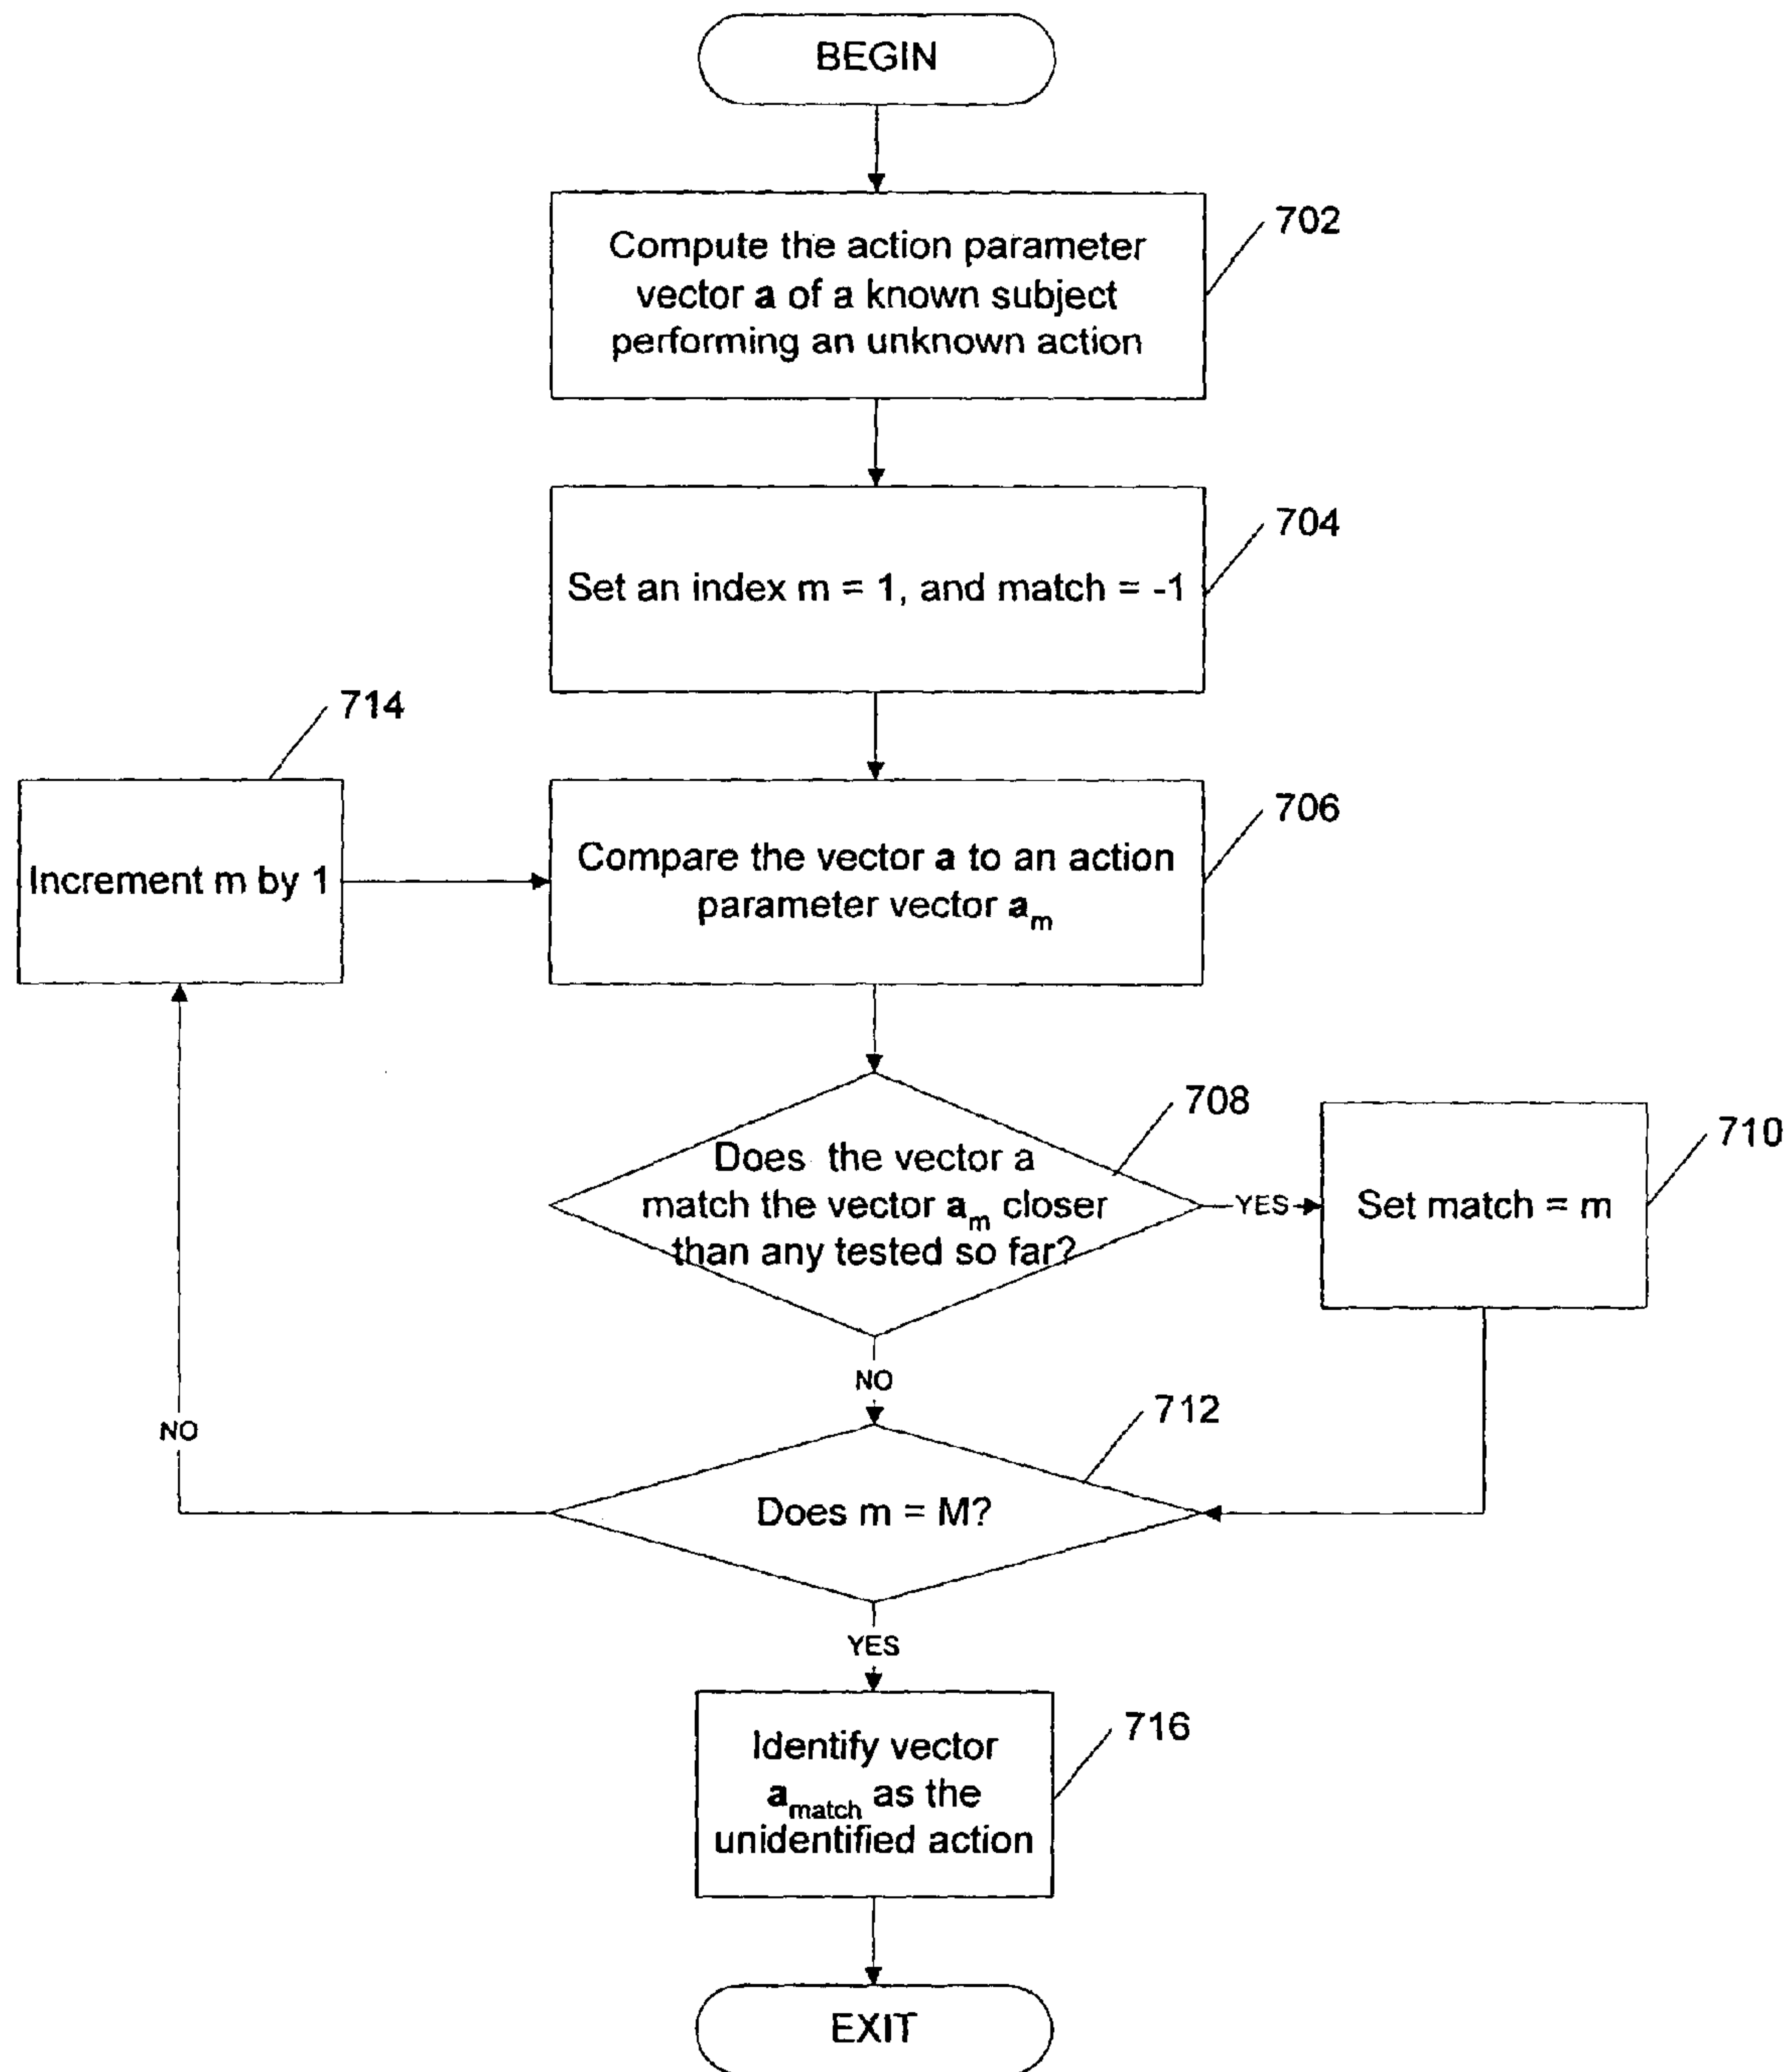 BEGIN
Compute the action parameter
vector a of a known subject
performing an unknown action
702
Set an index m = 1, and match = -1
704
714
Increment m by 1
Compare the vector a to an action
parameter vector am
706
Does the vector a
match the vector am closer
than any tested so far?
708
YES
Set match = m
710
NO
NO
Does m = M?
712
YES
Identify vector
amatch as the
unidentified action
716
EXIT